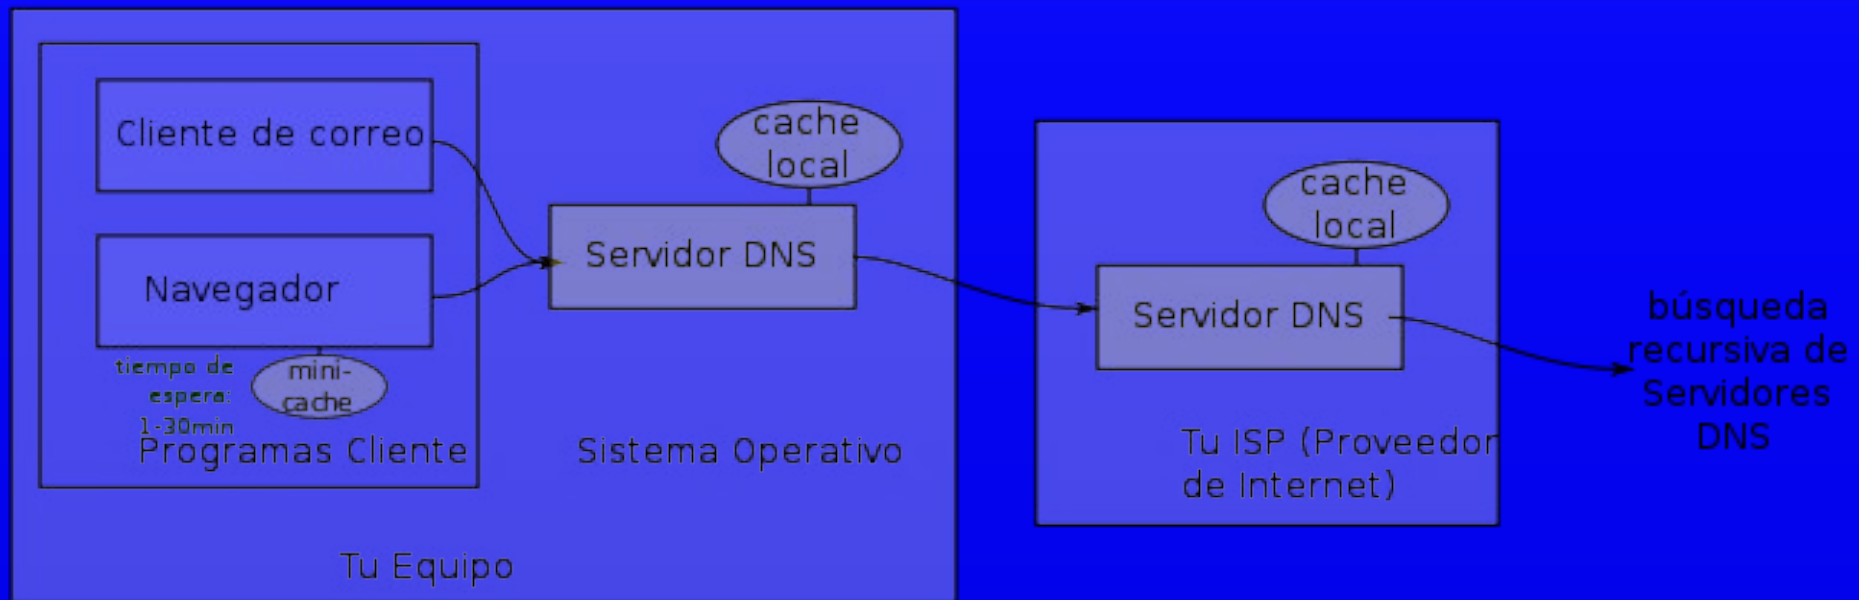 Cliente de correo
Navegador
tiempo de
espera:
1-30min
mini-
cache
Programas Cliente
cache
local
Servidor DNS
Sistema Operativo
Tu Equipo
cache
local
Servidor DNS
Tu ISP (Proveedor
de Internet)
búsqueda
recursiva de
Servidores
DNS